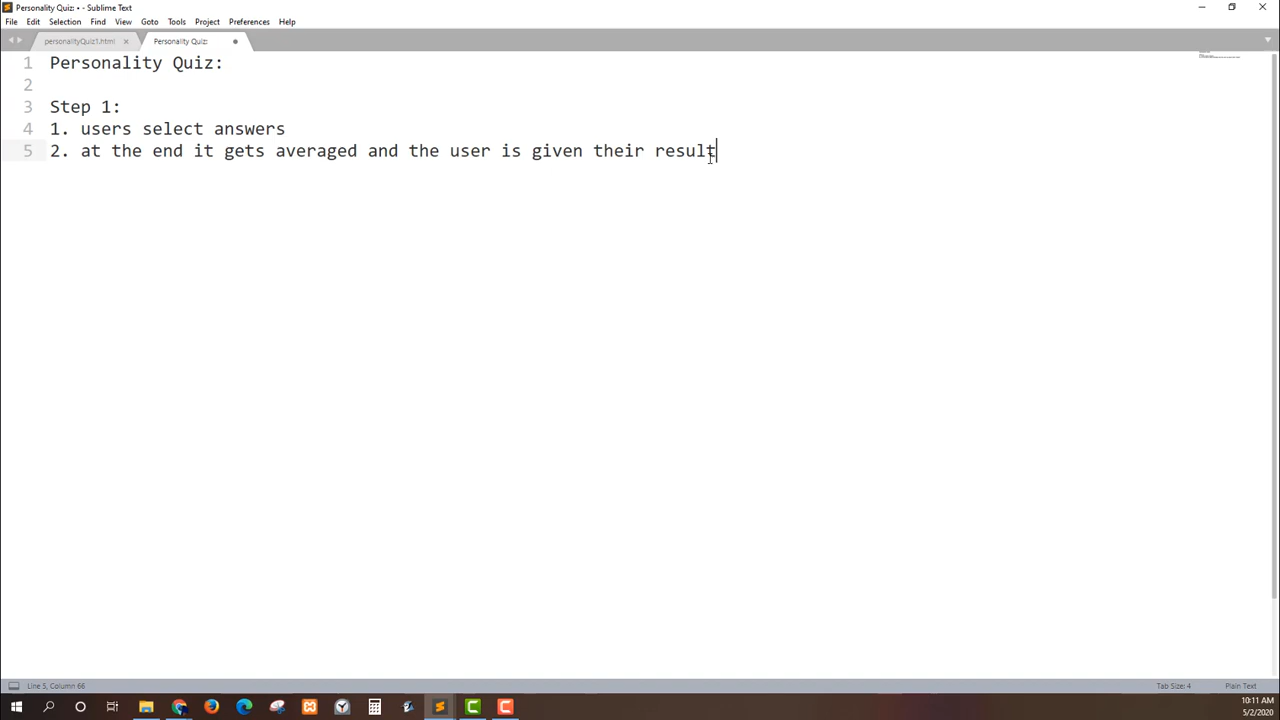 Personality Quiz: • - Sublime Text
File Edit Selection Find View Goto Tools Project Preferences Help
personalityQuiz1.html Personality Quiz:
1 Personality Quiz:
2
3 Step 1:
4 1. users select answers
5 2. at the end it gets averaged and the user is given their result
Line 5, Column 66 Tab Size: 4 Plain Text
10:11 AM
5/2/2020